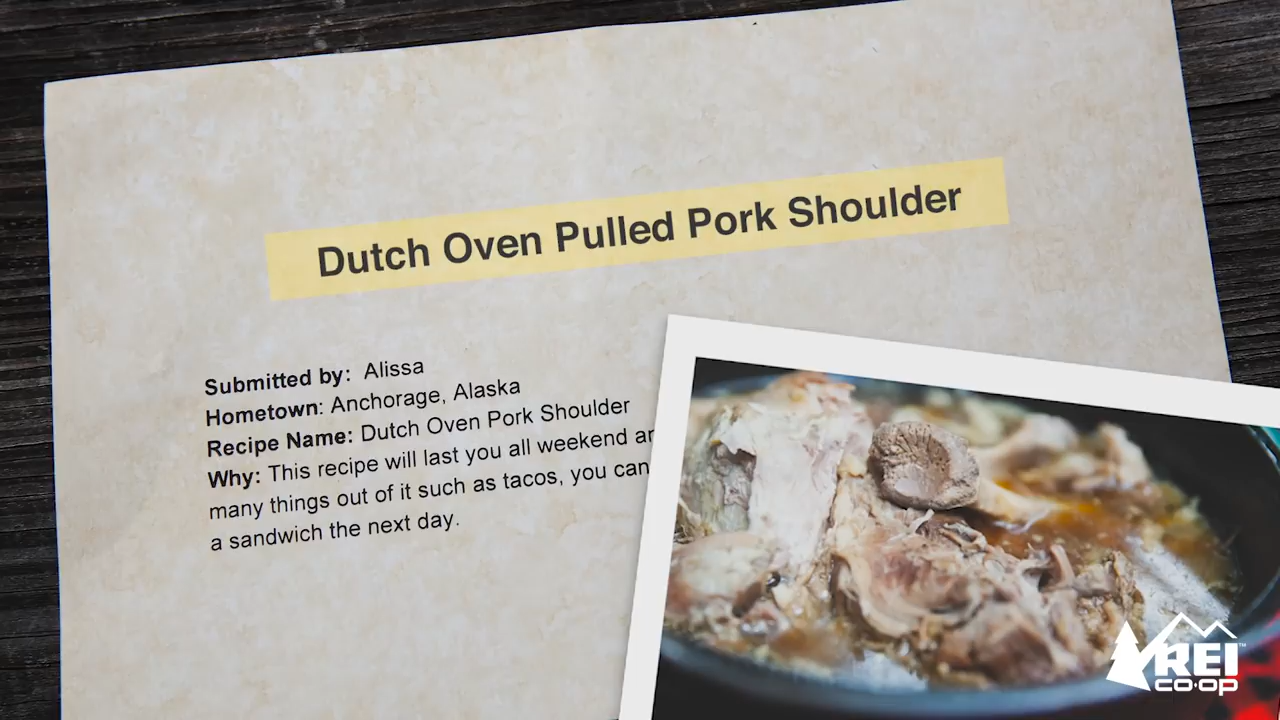 Dutch Oven Pulled Pork Shoulder
Submitted by: Alissa
Hometown: Anchorage, Alaska
Recipe Name: Dutch Oven Pork Shoulder
Why: This recipe will last you all weekend
many things out of it such as tacos, you can
a sandwich the next day.
REI
co·op